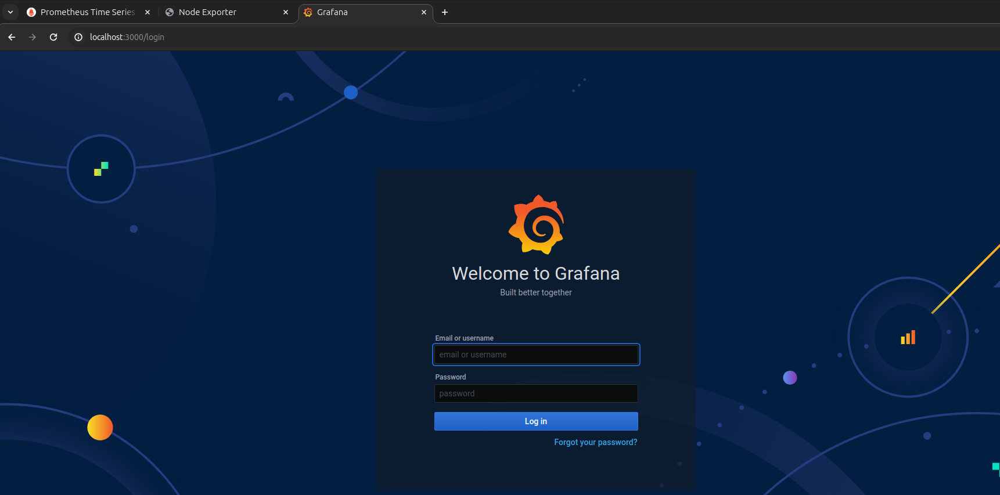 Prometheus Time Series
Node Exporter
Grafana
localhost:3000/login
Welcome to Grafana
Built better together
Email or username
email or username
Password
password
Log in
Forgot your password?